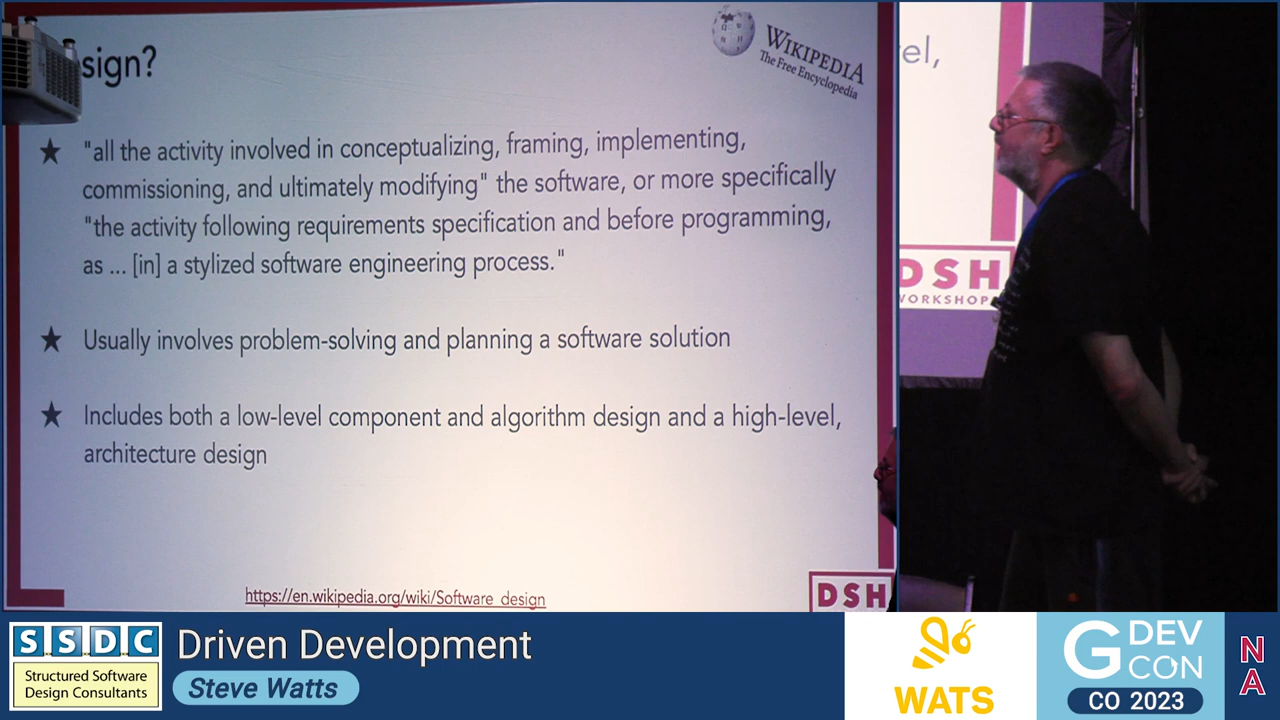 sign?
WIKIPEDIA
The Free Encyclopedia
"all the activity involved in conceptualizing, framing, implementing,
commissioning, and ultimately modifying" the software, or more specifically
"the activity following requirements specification and before programming,
as ... [in] a stylized software engineering process."
Usually involves problem-solving and planning a software solution
Includes both a low-level component and algorithm design and a high-level,
architecture design
https://en.wikipedia.org/wiki/Software_design
DSH
el,
DSH
WORKSHOP
SSDC
Structured Software
Design Consultants
Driven Development
Steve Watts
WATS
G DEV
CON
CO 2023
NA